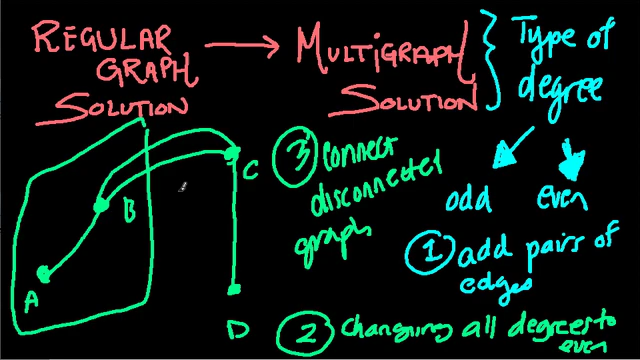 REGULAR GRAPH SOLUTION
MULTIGRAPH SOLUTION
Type of degree
odd
even
① add pairs of edges
② Changing all degrees to even
③ connect disconnected graphs
A
B
C
D